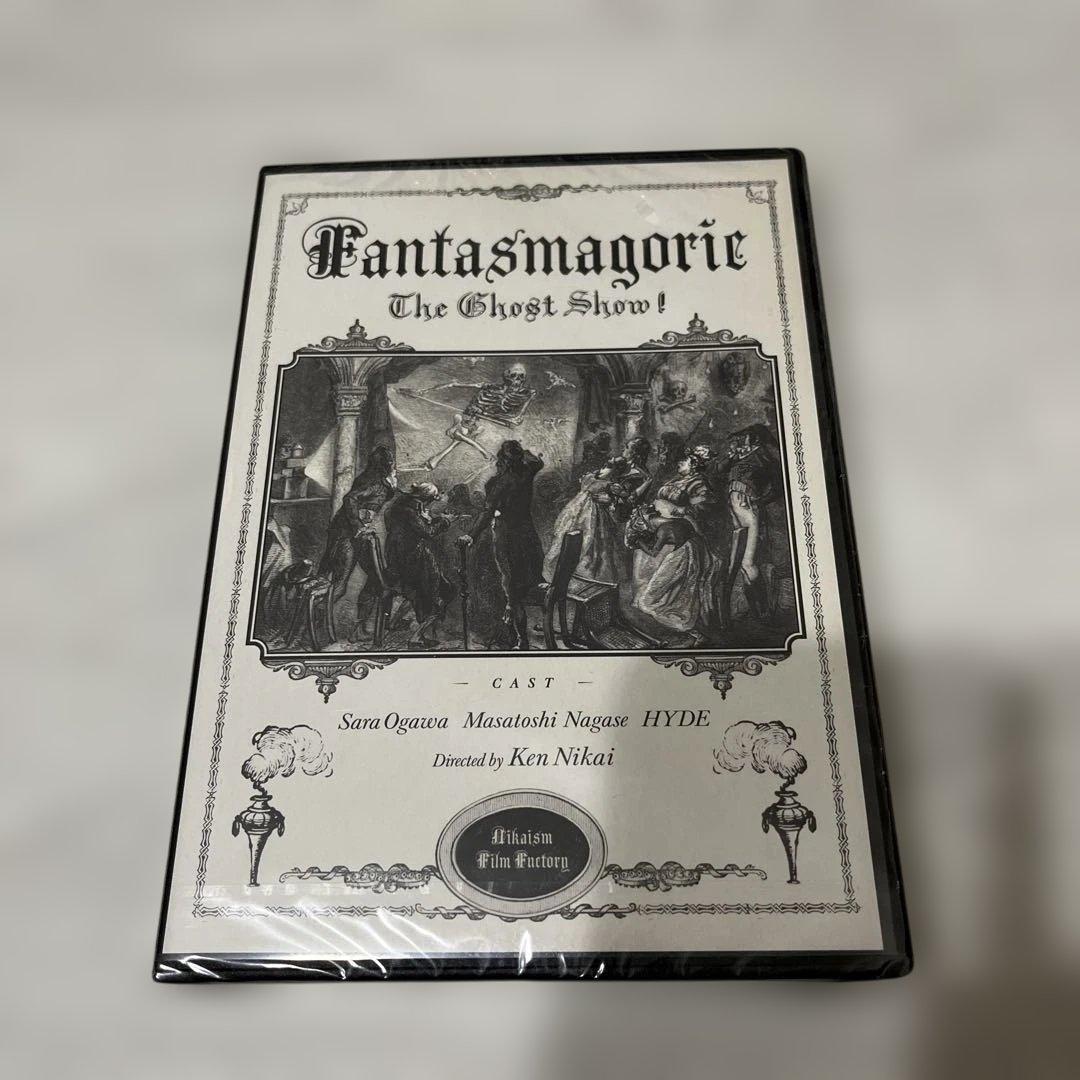 Fantasmagorie
The Ghost Show!
— CAST —
Sara Ogawa Masatoshi Nagase HYDE
Directed by Ken Nikai
Nikaism
Film Factory